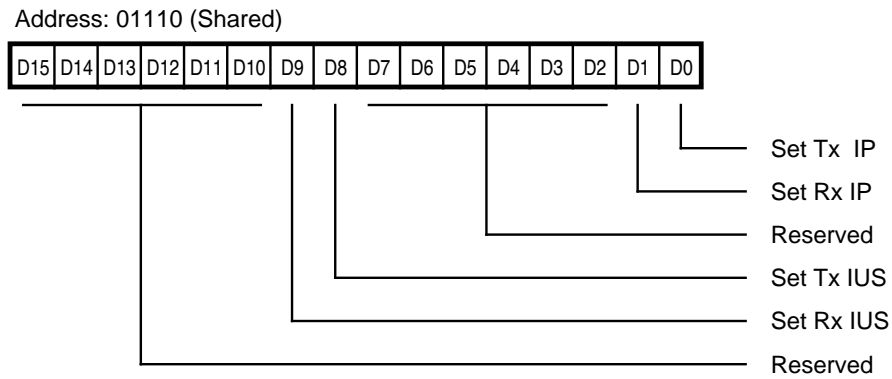 Address: 01110 (Shared)
D15 D14 D13 D12 D11 D10 D9 D8 D7 D6 D5 D4 D3 D2 D1 D0
Set Tx IP
Set Rx IP
Reserved
Set Tx IUS
Set Rx IUS
Reserved